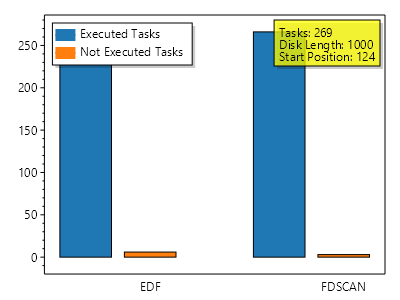 Executed Tasks
Not Executed Tasks
Tasks: 269
Disk Length: 1000
Start Position: 124
250
200
150
100
50
0
EDF
FDSCAN